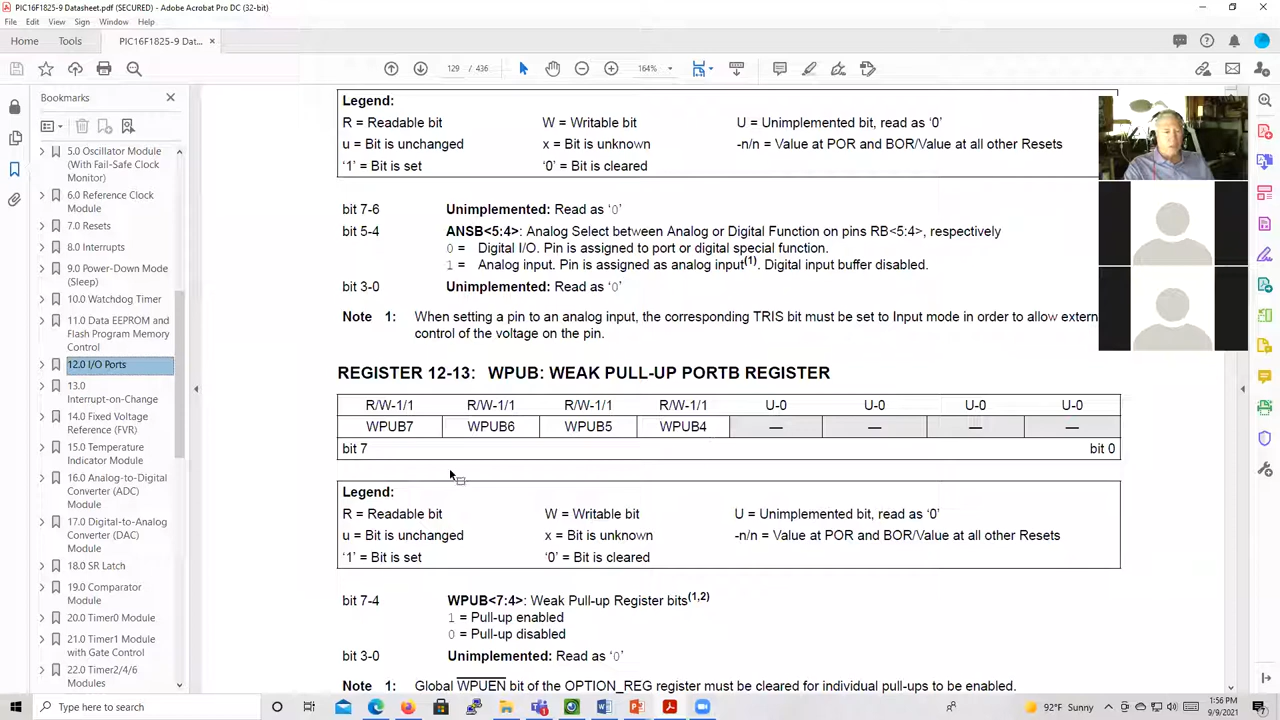 PIC16F1825-9 Datasheet.pdf (SECURED) - Adobe Acrobat Pro DC (32-bit)
File Edit View Sign Window Help
Home Tools PIC16F1825-9 Dat... ×
129 / 436 164%
Bookmarks
5.0 Oscillator Module
(With Fail-Safe Clock
Monitor)
6.0 Reference Clock
Module
7.0 Resets
8.0 Interrupts
9.0 Power-Down Mode
(Sleep)
10.0 Watchdog Timer
11.0 Data EEPROM and
Flash Program Memory
Control
12.0 I/O Ports
13.0
Interrupt-on-Change
14.0 Fixed Voltage
Reference (FVR)
15.0 Temperature
Indicator Module
16.0 Analog-to-Digital
Converter (ADC)
Module
17.0 Digital-to-Analog
Converter (DAC)
Module
18.0 SR Latch
19.0 Comparator
Module
20.0 Timer0 Module
21.0 Timer1 Module
with Gate Control
22.0 Timer2/4/6
Modules
Legend:
R = Readable bit W = Writable bit U = Unimplemented bit, read as ‘0’
u = Bit is unchanged x = Bit is unknown -n/n = Value at POR and BOR/Value at all other Resets
‘1’ = Bit is set ‘0’ = Bit is cleared
bit 7-6 Unimplemented: Read as ‘0’
bit 5-4 ANSB<5:4>: Analog Select between Analog or Digital Function on pins RB<5:4>, respectively
0 = Digital I/O. Pin is assigned to port or digital special function.
1 = Analog input. Pin is assigned as analog input(1). Digital input buffer disabled.
bit 3-0 Unimplemented: Read as ‘0’
Note 1: When setting a pin to an analog input, the corresponding TRIS bit must be set to Input mode in order to allow extern
control of the voltage on the pin.
REGISTER 12-13: WPUB: WEAK PULL-UP PORTB REGISTER
R/W-1/1 R/W-1/1 R/W-1/1 R/W-1/1 U-0 U-0 U-0 U-0
WPUB7 WPUB6 WPUB5 WPUB4 — — — —
bit 7 bit 0
Legend:
R = Readable bit W = Writable bit U = Unimplemented bit, read as ‘0’
u = Bit is unchanged x = Bit is unknown -n/n = Value at POR and BOR/Value at all other Resets
‘1’ = Bit is set ‘0’ = Bit is cleared
bit 7-4 WPUB<7:4>: Weak Pull-up Register bits(1,2)
1 = Pull-up enabled
0 = Pull-up disabled
bit 3-0 Unimplemented: Read as ‘0’
Note 1: Global WPUEN bit of the OPTION_REG register must be cleared for individual pull-ups to be enabled.
Type here to search
92°F Sunny
1:56 PM
9/9/2021